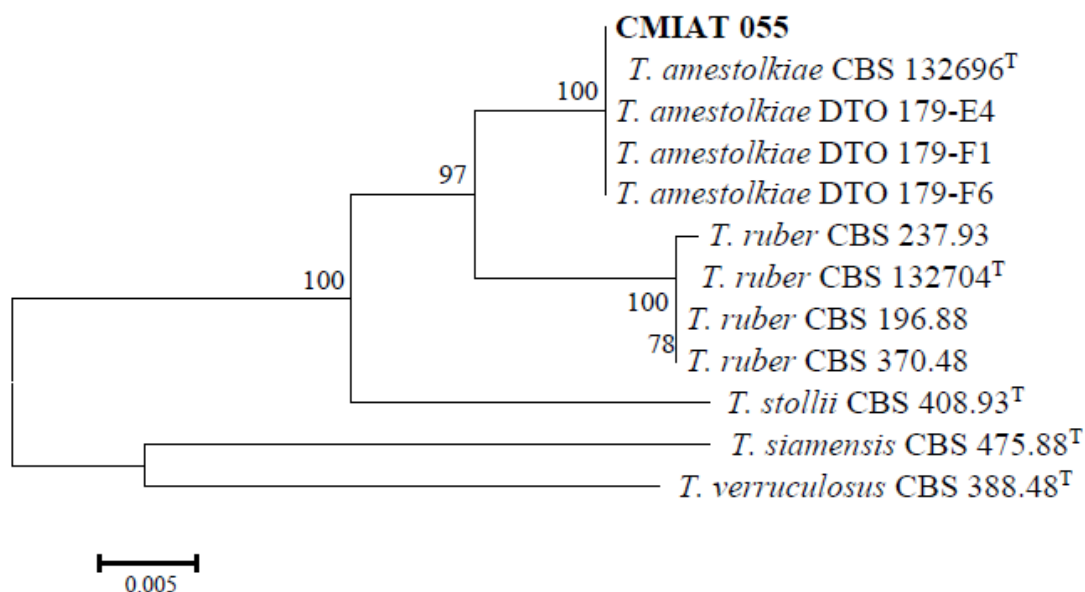 CMIAT 055
T. amestolkiae CBS 132696ᵀ
100
T. amestolkiae DTO 179-E4
T. amestolkiae DTO 179-F1
97
T. amestolkiae DTO 179-F6
T. ruber CBS 237.93
T. ruber CBS 132704ᵀ
100
100
T. ruber CBS 196.88
78
T. ruber CBS 370.48
T. stollii CBS 408.93ᵀ
T. siamensis CBS 475.88ᵀ
T. verruculosus CBS 388.48ᵀ
0.005